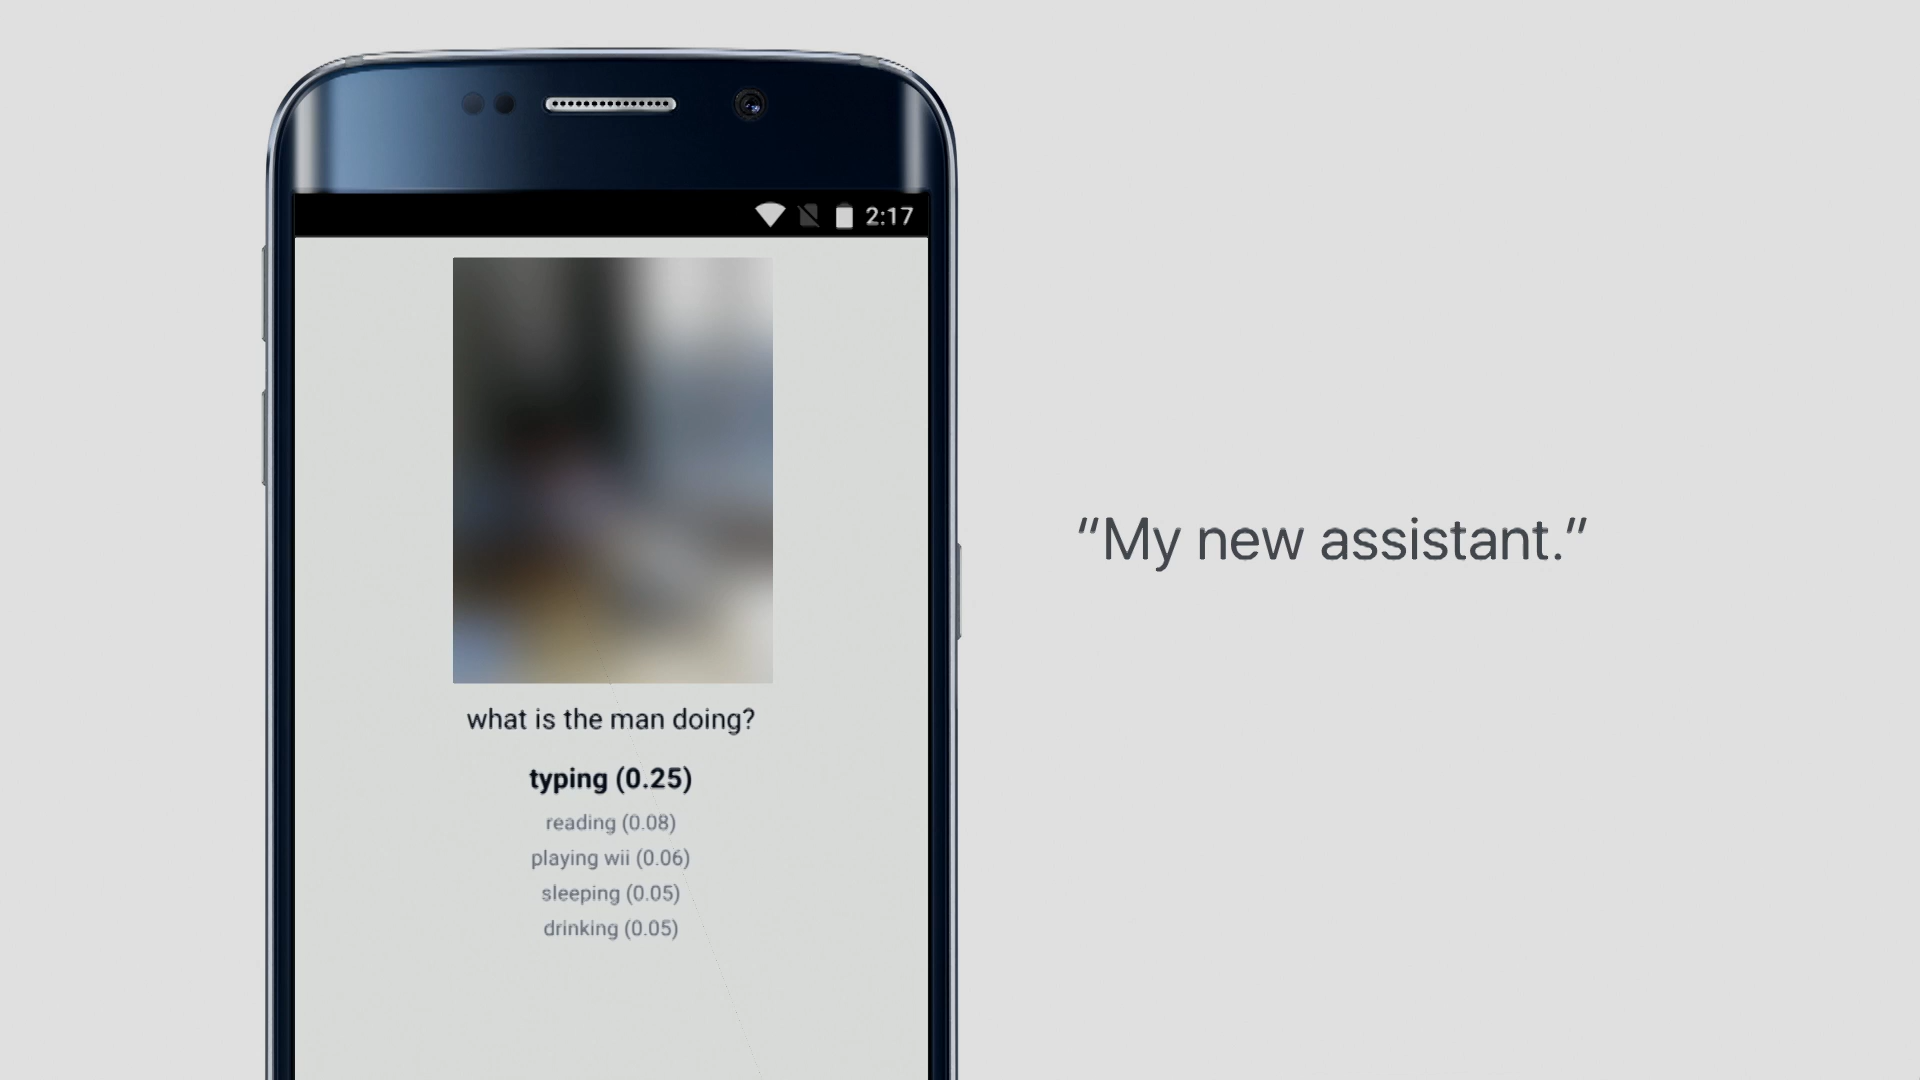 2:17
what is the man doing?
typing (0.25)
reading (0.08)
playing wii (0.06)
sleeping (0.05)
drinking (0.05)
“My new assistant.”